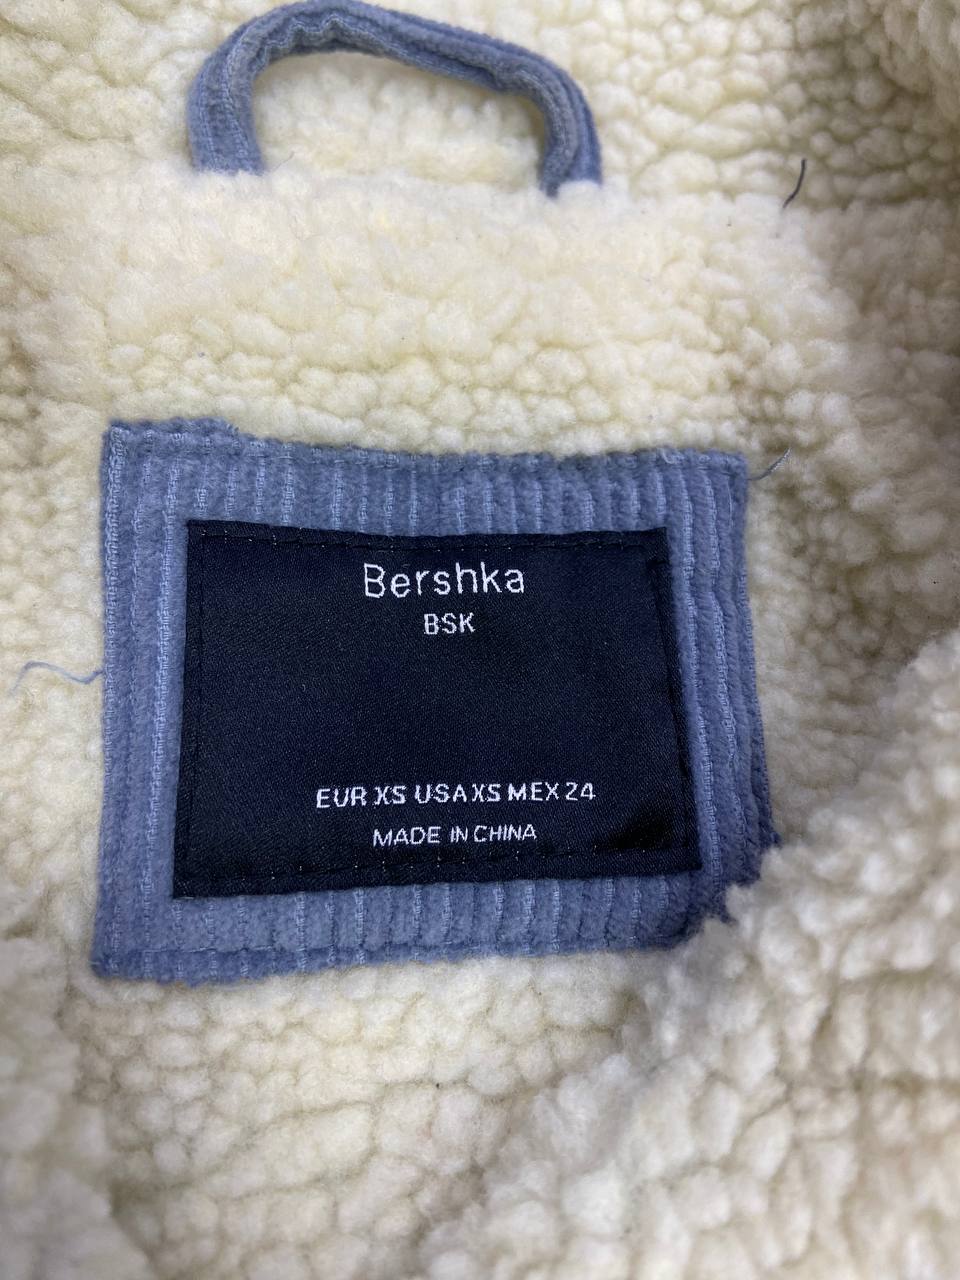 Bershka
BSK
EUR XS USA XS MEX 24
MADE IN CHINA